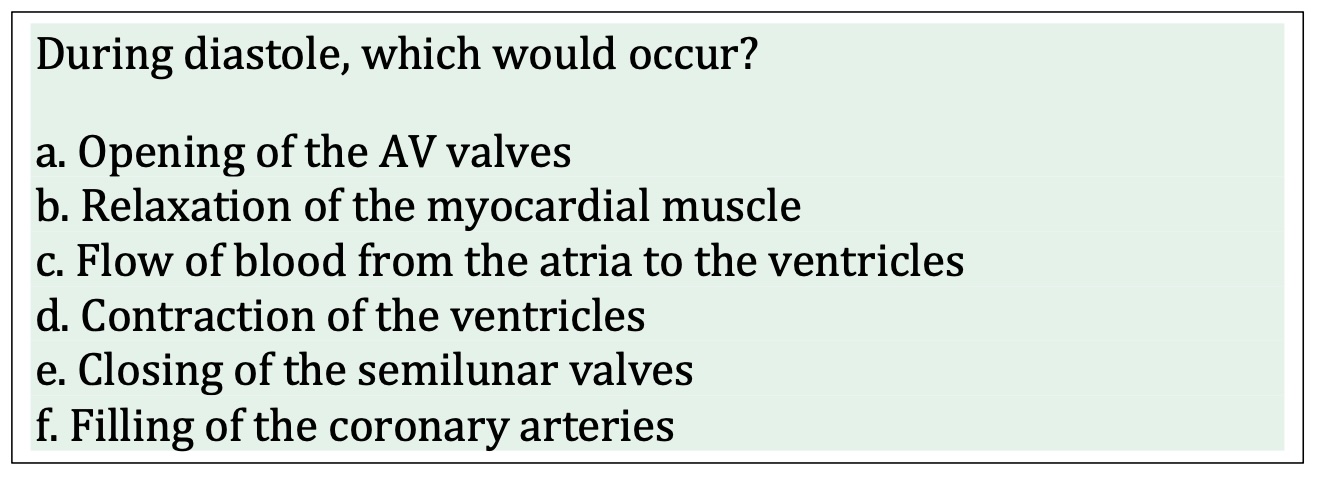 During diastole, which would occur?
a. Opening of the AV valves
b. Relaxation of the myocardial muscle
c. Flow of blood from the atria to the ventricles
d. Contraction of the ventricles
e. Closing of the semilunar valves
f. Filling of the coronary arteries